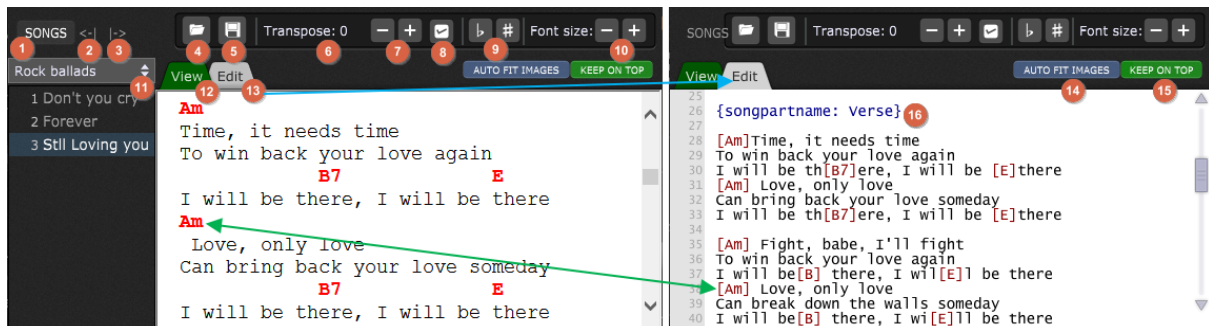 SONGS <-| |-> Transpose: 0 − + ♭ # Font size: − +
1 2 3 4 5 6 7 8 9 10
Rock ballads
11
View Edit AUTO FIT IMAGES KEEP ON TOP
12 13
1 Don't you cry
2 Forever
3 Stll Loving you
Am
Time, it needs time
To win back your love again
B7 E
I will be there, I will be there
Am
Love, only love
Can bring back your love someday
B7 E
I will be there, I will be there
SONGS Transpose: 0 − + ♭ # Font size: − +
View Edit AUTO FIT IMAGES KEEP ON TOP
14 15
25
26 {songpartname: Verse} 16
27
28 [Am]Time, it needs time
29 To win back your love again
30 I will be th[B7]ere, I will be [E]there
31 [Am] Love, only love
32 Can bring back your love someday
33 I will be th[B7]ere, I will be [E]there
34
35 [Am] Fight, babe, I'll fight
36 To win back your love again
37 I will be[B] there, I wil[E]l be there
38 [Am] Love, only love
39 Can break down the walls someday
40 I will be[B] there, I wi[E]ll be there